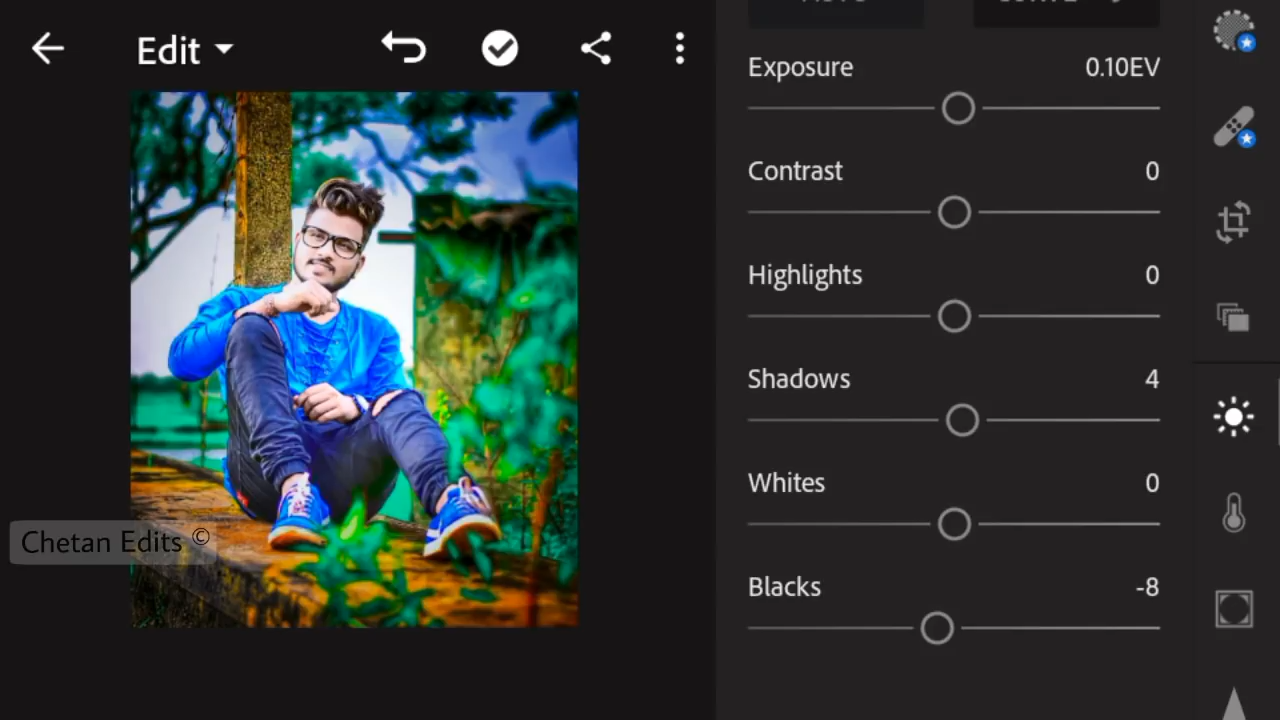 Edit
Exposure 0.10EV
Contrast 0
Highlights 0
Shadows 4
Whites 0
Blacks -8
Chetan Edits ©